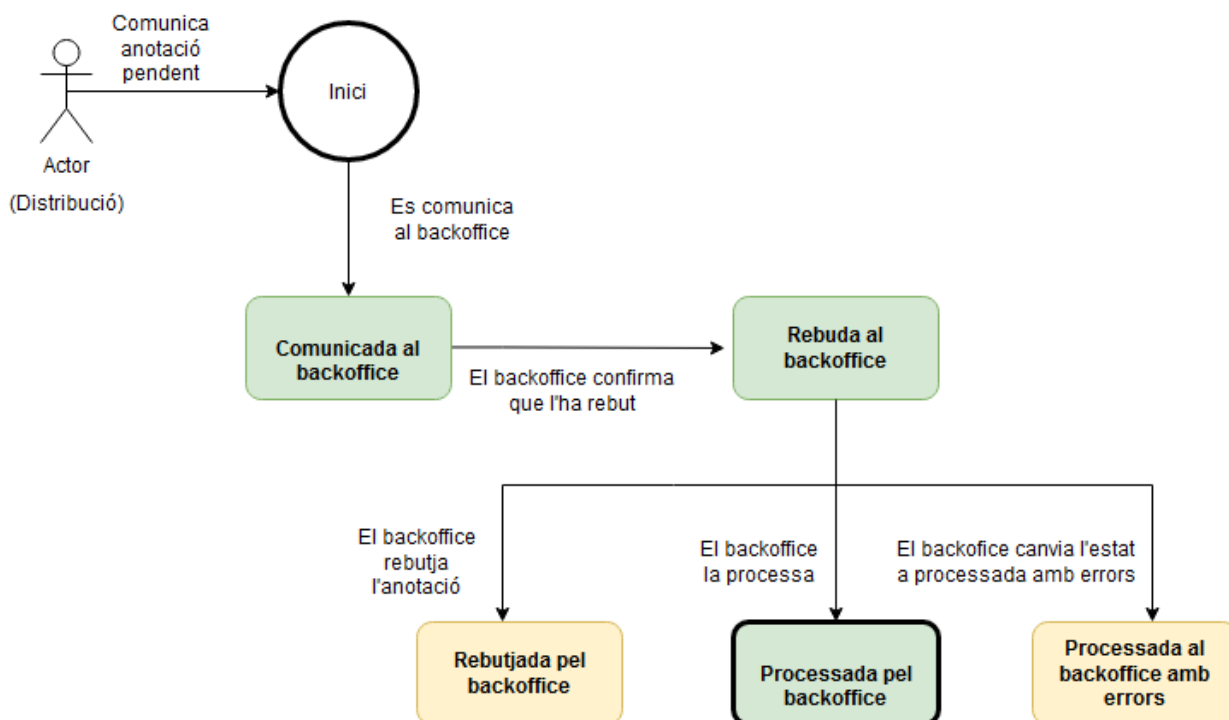 Comunica
anotació
pendent
Inici
Actor
(Distribució)
Es comunica
al backoffice
Comunicada al
backoffice
El backoffice confirma
que l'ha rebut
Rebuda al
backoffice
El backoffice
rebutja
l'anotació
El backoffice
la processa
El backofice canvia l'estat
a processada amb errors
Rebutjada pel
backoffice
Processada pel
backoffice
Processada al
backoffice amb
errors